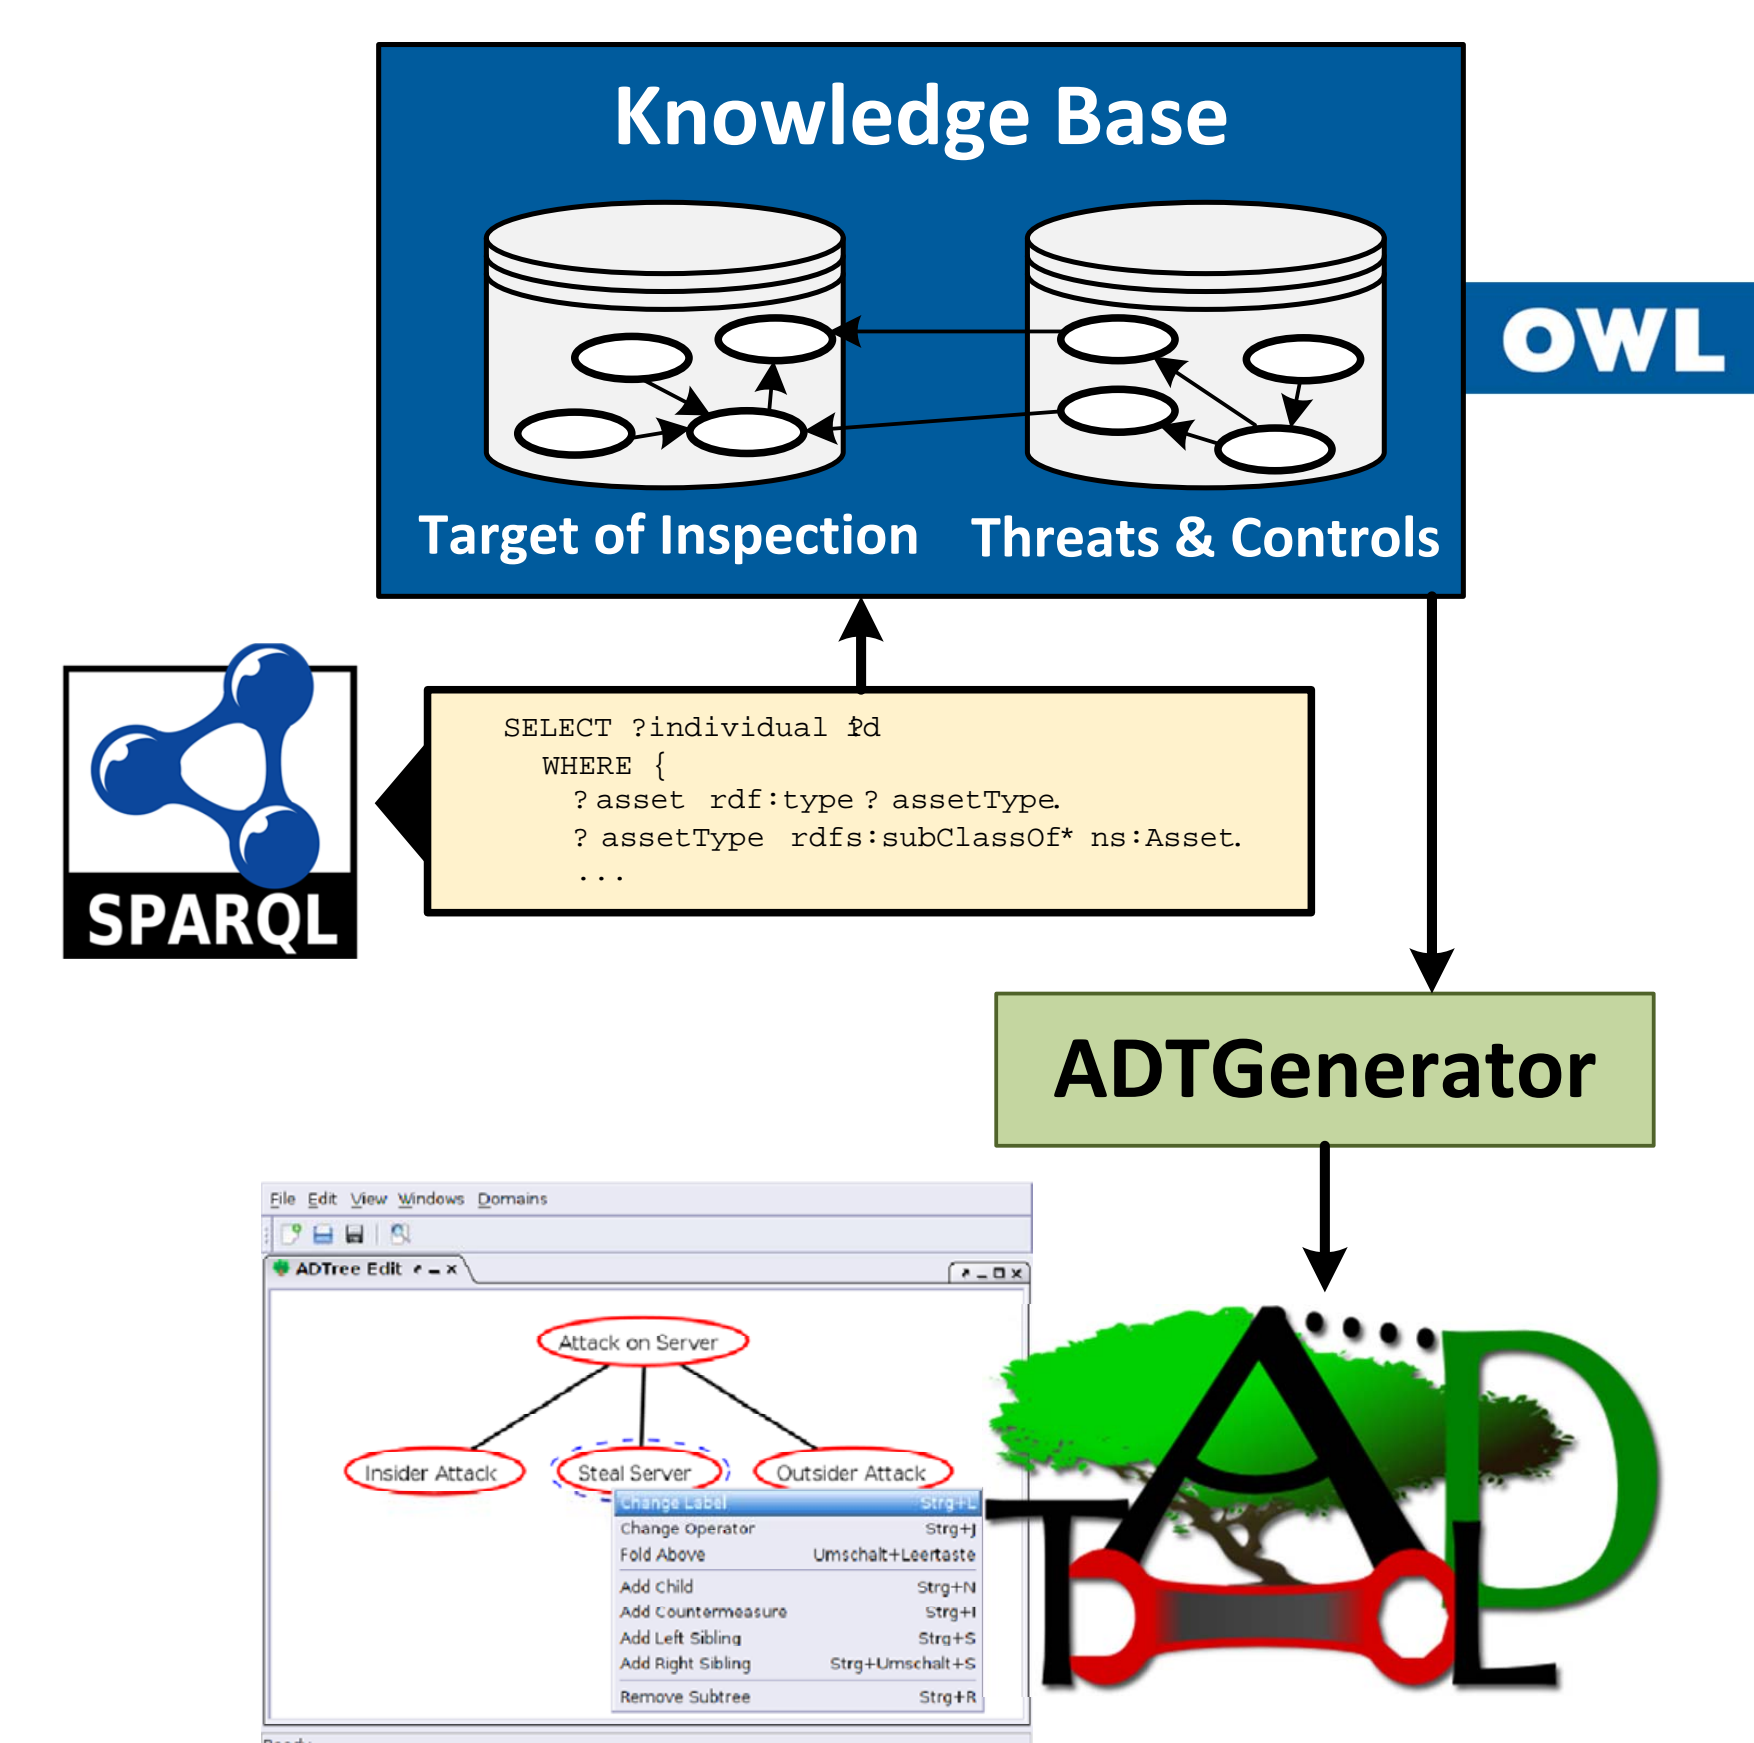 Knowledge Base
OWL
Target of Inspection
Threats & Controls
SPARQL
SELECT ?individual ?id
WHERE {
? asset rdf:type ? assetType.
? assetType rdfs:subClassOf* ns:Asset.
...
ADTGenerator
File Edit View Windows Domains
ADTree Edit
Attack on Server
Insider Attack
Steal Server
Outsider Attack
Change Label Strg+L
Change Operator Strg+J
Fold Above Umschalt+Leertaste
Add Child Strg+N
Add Countermeasure Strg+I
Add Left Sibling Strg+S
Add Right Sibling Strg+Umschalt+S
Remove Subtree Strg+R
AD
TOOL